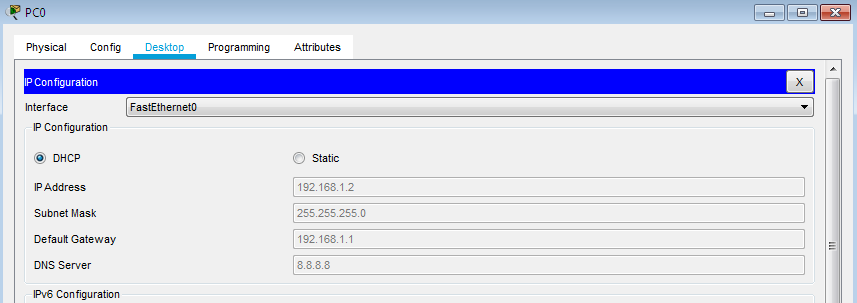 PC0
Physical Config Desktop Programming Attributes
IP Configuration X
Interface FastEthernet0
IP Configuration
DHCP Static
IP Address 192.168.1.2
Subnet Mask 255.255.255.0
Default Gateway 192.168.1.1
DNS Server 8.8.8.8
IPv6 Configuration